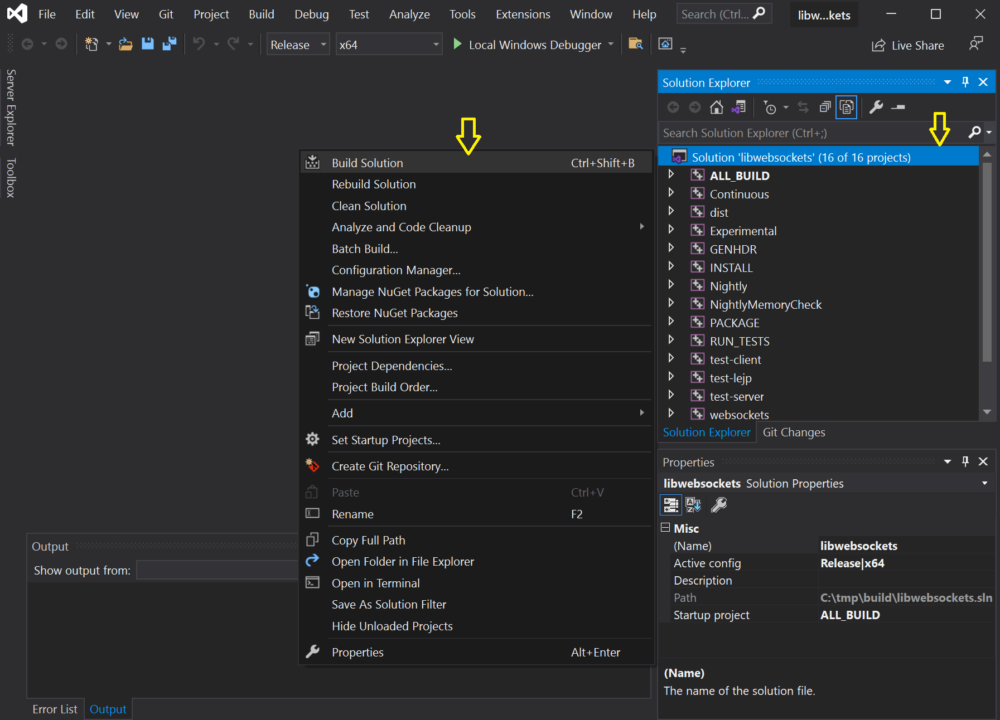 File Edit View Git Project Build Debug Test Analyze Tools Extensions Window Help Search (Ctrl... libw...kets
Release x64 Local Windows Debugger Live Share
Server Explorer
Toolbox
Solution Explorer
Search Solution Explorer (Ctrl+;)
Solution 'libwebsockets' (16 of 16 projects)
ALL_BUILD
Continuous
dist
Experimental
GENHDR
INSTALL
Nightly
NightlyMemoryCheck
PACKAGE
RUN_TESTS
test-client
test-lejp
test-server
websockets
Solution Explorer Git Changes
Build Solution Ctrl+Shift+B
Rebuild Solution
Clean Solution
Analyze and Code Cleanup
Batch Build...
Configuration Manager...
Manage NuGet Packages for Solution...
Restore NuGet Packages
New Solution Explorer View
Project Dependencies...
Project Build Order...
Add
Set Startup Projects...
Create Git Repository...
Paste Ctrl+V
Rename F2
Copy Full Path
Open Folder in File Explorer
Open in Terminal
Save As Solution Filter
Hide Unloaded Projects
Properties Alt+Enter
Properties
libwebsockets Solution Properties
Misc
(Name) libwebsockets
Active config Release|x64
Description
Path C:\tmp\build\libwebsockets.sln
Startup project ALL_BUILD
(Name)
The name of the solution file.
Output
Show output from:
Error List Output